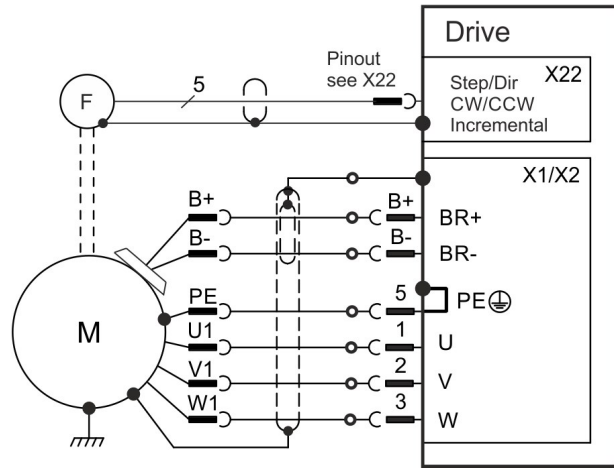 Drive
Pinout
see X22
X22
5
F
Step/Dir
CW/CCW
Incremental
X1/X2
B+
B+
BR+
B-
B-
BR-
PE
5
PE
M
U1
1
U
V1
2
V
W1
3
W